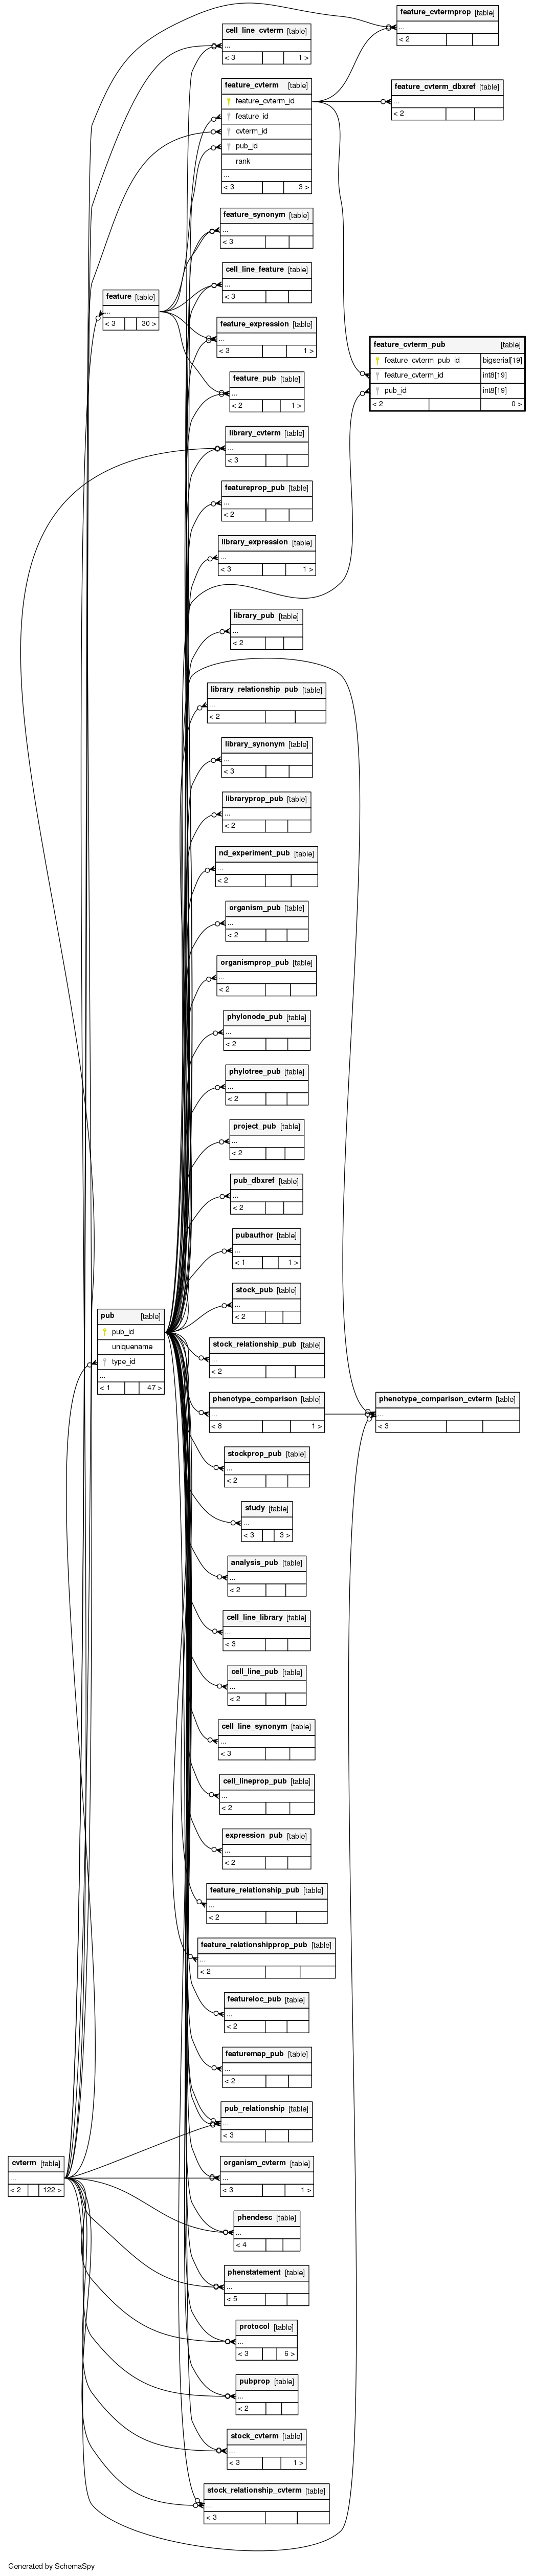 feature_cvtermprop [table]
...
< 2
cell_line_cvterm [table]
...
< 3 1 >
feature_cvterm [table]
feature_cvterm_id
feature_id
cvterm_id
pub_id
rank
...
< 3 3 >
feature_cvterm_dbxref [table]
...
< 2
feature_synonym [table]
...
< 3
cell_line_feature [table]
...
< 3
feature [table]
...
< 3 30 >
feature_expression [table]
...
< 3 1 >
feature_cvterm_pub [table]
feature_cvterm_pub_id bigserial[19]
feature_cvterm_id int8[19]
pub_id int8[19]
< 2 0 >
feature_pub [table]
...
< 2 1 >
library_cvterm [table]
...
< 3
featureprop_pub [table]
...
< 2
library_expression [table]
...
< 3 1 >
library_pub [table]
...
< 2
library_relationship_pub [table]
...
< 2
library_synonym [table]
...
< 3
libraryprop_pub [table]
...
< 2
nd_experiment_pub [table]
...
< 2
organism_pub [table]
...
< 2
organismprop_pub [table]
...
< 2
phylonode_pub [table]
...
< 2
phylotree_pub [table]
...
< 2
project_pub [table]
...
< 2
pub_dbxref [table]
...
< 2
pubauthor [table]
...
< 1 1 >
stock_pub [table]
...
< 2
pub [table]
pub_id
uniquename
type_id
...
< 1 47 >
stock_relationship_pub [table]
...
< 2
phenotype_comparison [table]
...
< 8 1 >
phenotype_comparison_cvterm [table]
...
< 3
stockprop_pub [table]
...
< 2
study [table]
...
< 3 3 >
analysis_pub [table]
...
< 2
cell_line_library [table]
...
< 3
cell_line_pub [table]
...
< 2
cell_line_synonym [table]
...
< 3
cell_lineprop_pub [table]
...
< 2
expression_pub [table]
...
< 2
feature_relationship_pub [table]
...
< 2
feature_relationshipprop_pub [table]
...
< 2
featureloc_pub [table]
...
< 2
featuremap_pub [table]
...
< 2
pub_relationship [table]
...
< 3
cvterm [table]
...
< 2 122 >
organism_cvterm [table]
...
< 3 1 >
phendesc [table]
...
< 4
phenstatement [table]
...
< 5
protocol [table]
...
< 3 6 >
pubprop [table]
...
< 2
stock_cvterm [table]
...
< 3 1 >
stock_relationship_cvterm [table]
...
< 3
Generated by SchemaSpy